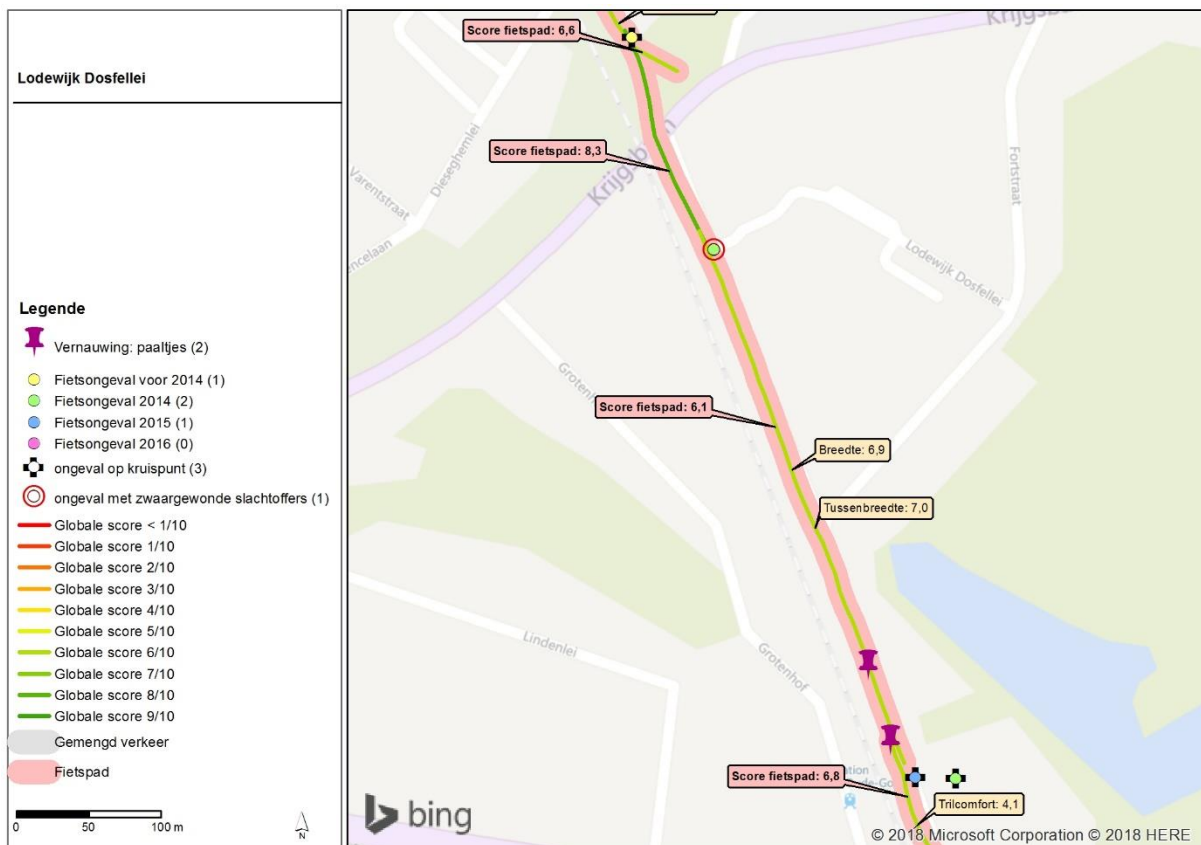 Lodewijk Dosfellei
Legende
Vernauwing: paaltjes (2)
Fietsongeval voor 2014 (1)
Fietsongeval 2014 (2)
Fietsongeval 2015 (1)
Fietsongeval 2016 (0)
ongeval op kruispunt (3)
ongeval met zwaargewonde slachtoffers (1)
Globale score < 1/10
Globale score 1/10
Globale score 2/10
Globale score 3/10
Globale score 4/10
Globale score 5/10
Globale score 6/10
Globale score 7/10
Globale score 8/10
Globale score 9/10
Gemengd verkeer
Fietspad
0 50 100 m
N
Score fietspad: 6,6
Score fietspad: 8,3
Dieseghemlei
Varentstraat
Fortstraat
Lodewijk Dosfellei
Score fietspad: 6,1
Breedte: 6,9
Tussenbreedte: 7,0
Lindenlei
Grotenhof
Score fietspad: 6,8
Trilcomfort: 4,1
bing
© 2018 Microsoft Corporation © 2018 HERE